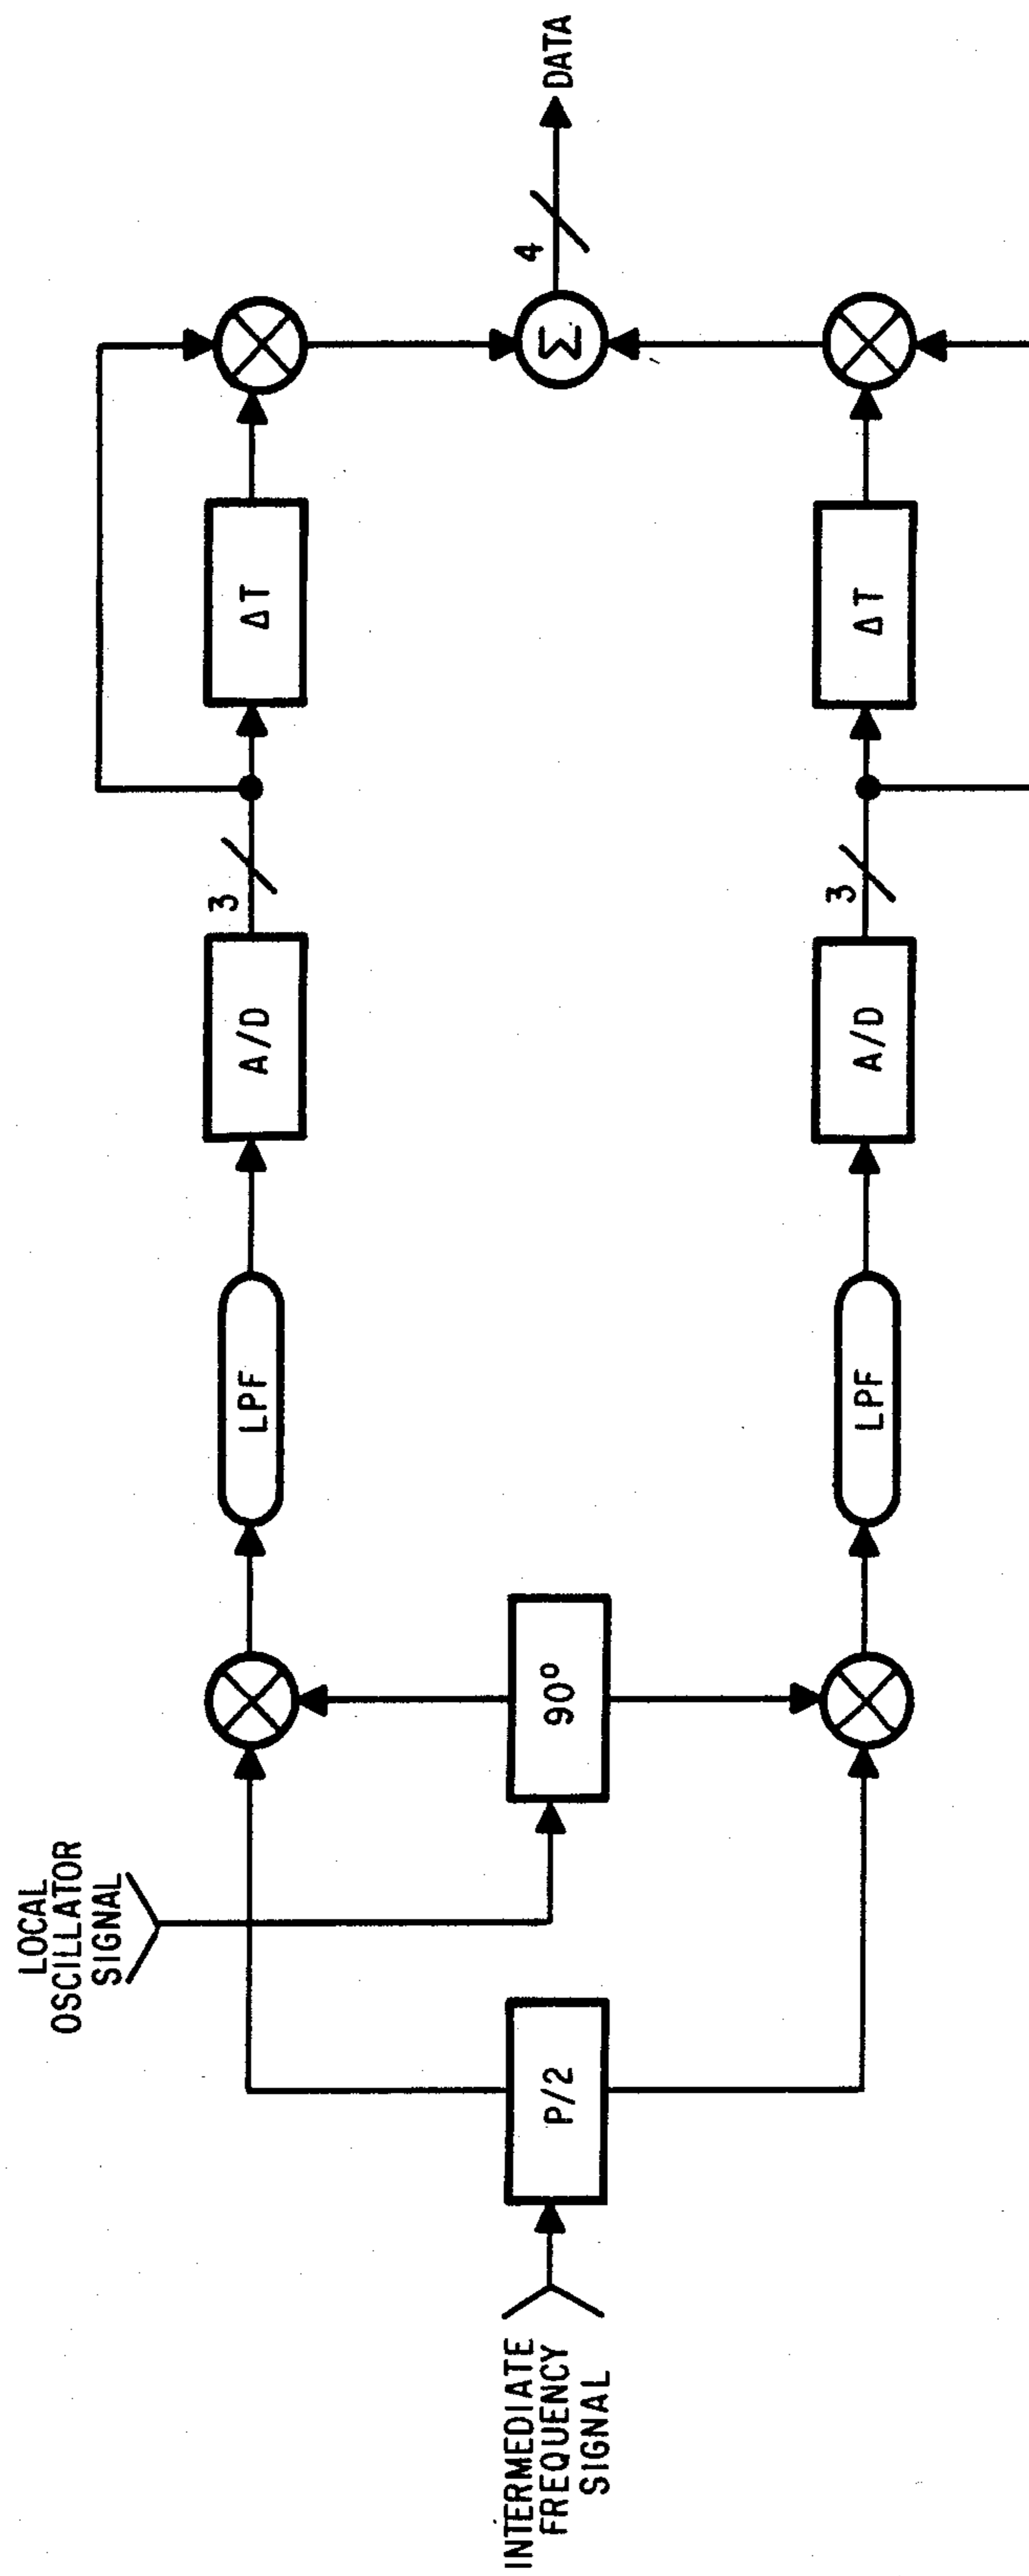 LOCAL
OSCILLATOR
SIGNAL
INTERMEDIATE
FREQUENCY
SIGNAL
P/2
90°
LPF
A/D
3
ΔT
LPF
A/D
3
ΔT
Σ
4
DATA